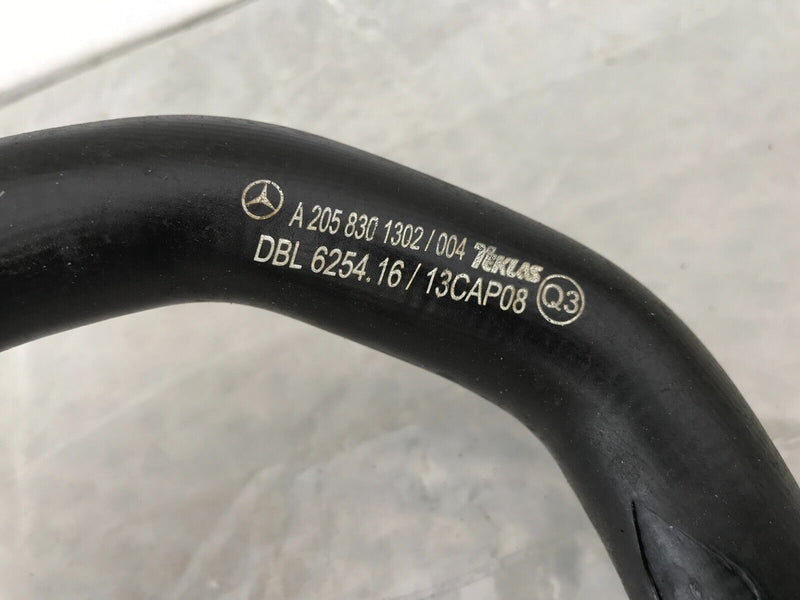 A 205 830 1302 / 004 TEKLAS
DBL 6254.16 / 13CAP08 Q3